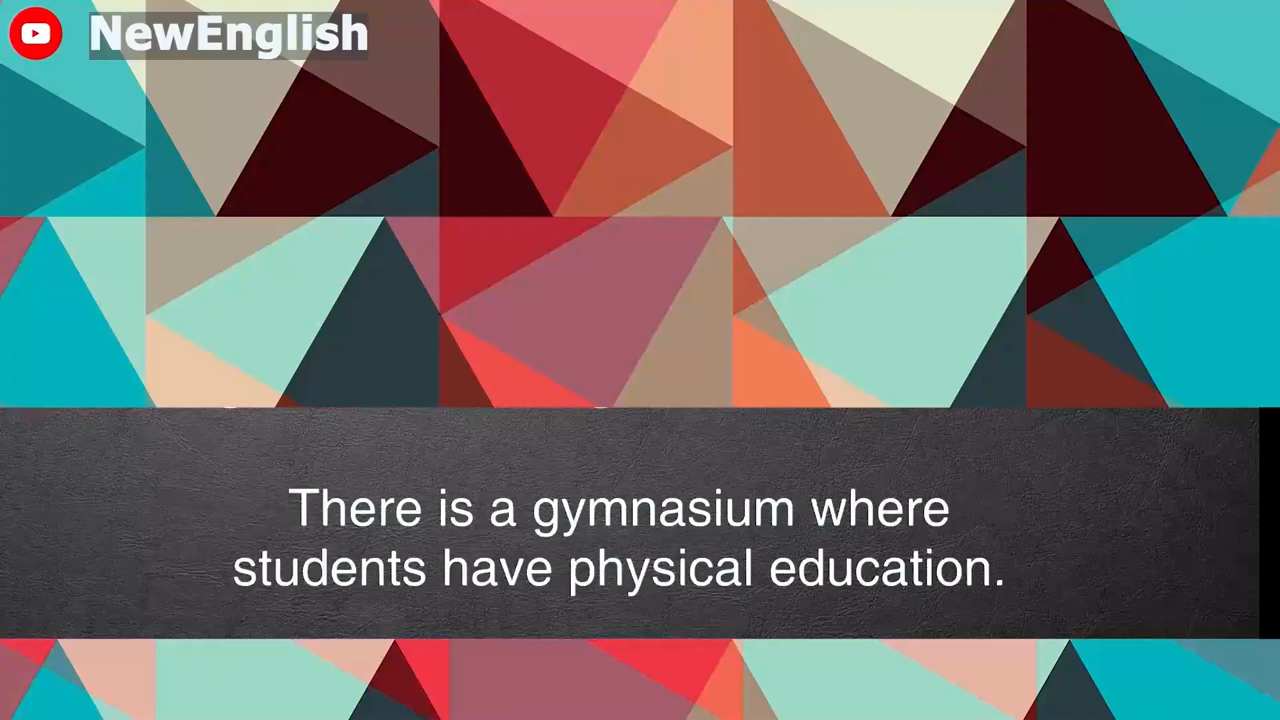 NewEnglish
There is a gymnasium where
students have physical education.